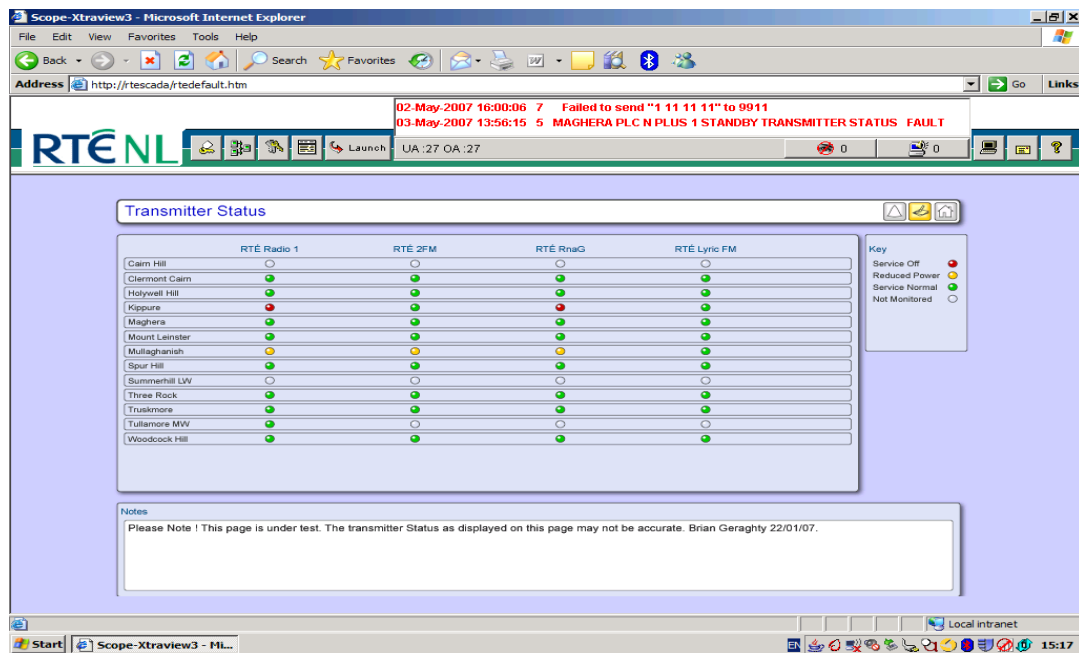 Scope-Xtraview3 - Microsoft Internet Explorer
File Edit View Favorites Tools Help
Back Search Favorites
Address http://rtescada/rtedefault.htm Go Links
02-May-2007 16:00:06 7 Failed to send "1 11 11 11" to 9911
03-May-2007 13:56:15 5 MAGHERA PLC N PLUS 1 STANDBY TRANSMITTER STATUS FAULT
RTÉ NL Launch UA :27 OA :27 0 0
Transmitter Status
RTÉ Radio 1 RTÉ 2FM RTÉ RnaG RTÉ Lyric FM Key
Cairn Hill Service Off
Clermont Cairn Reduced Power
Holywell Hill Service Normal
Kippure Not Monitored
Maghera
Mount Leinster
Mullaghanish
Spur Hill
Summerhill LW
Three Rock
Truskmore
Tullamore MW
Woodcock Hill
Notes
Please Note ! This page is under test. The transmitter Status as displayed on this page may not be accurate. Brian Geraghty 22/01/07.
Local intranet
Start Scope-Xtraview3 - Mi... EN 15:17